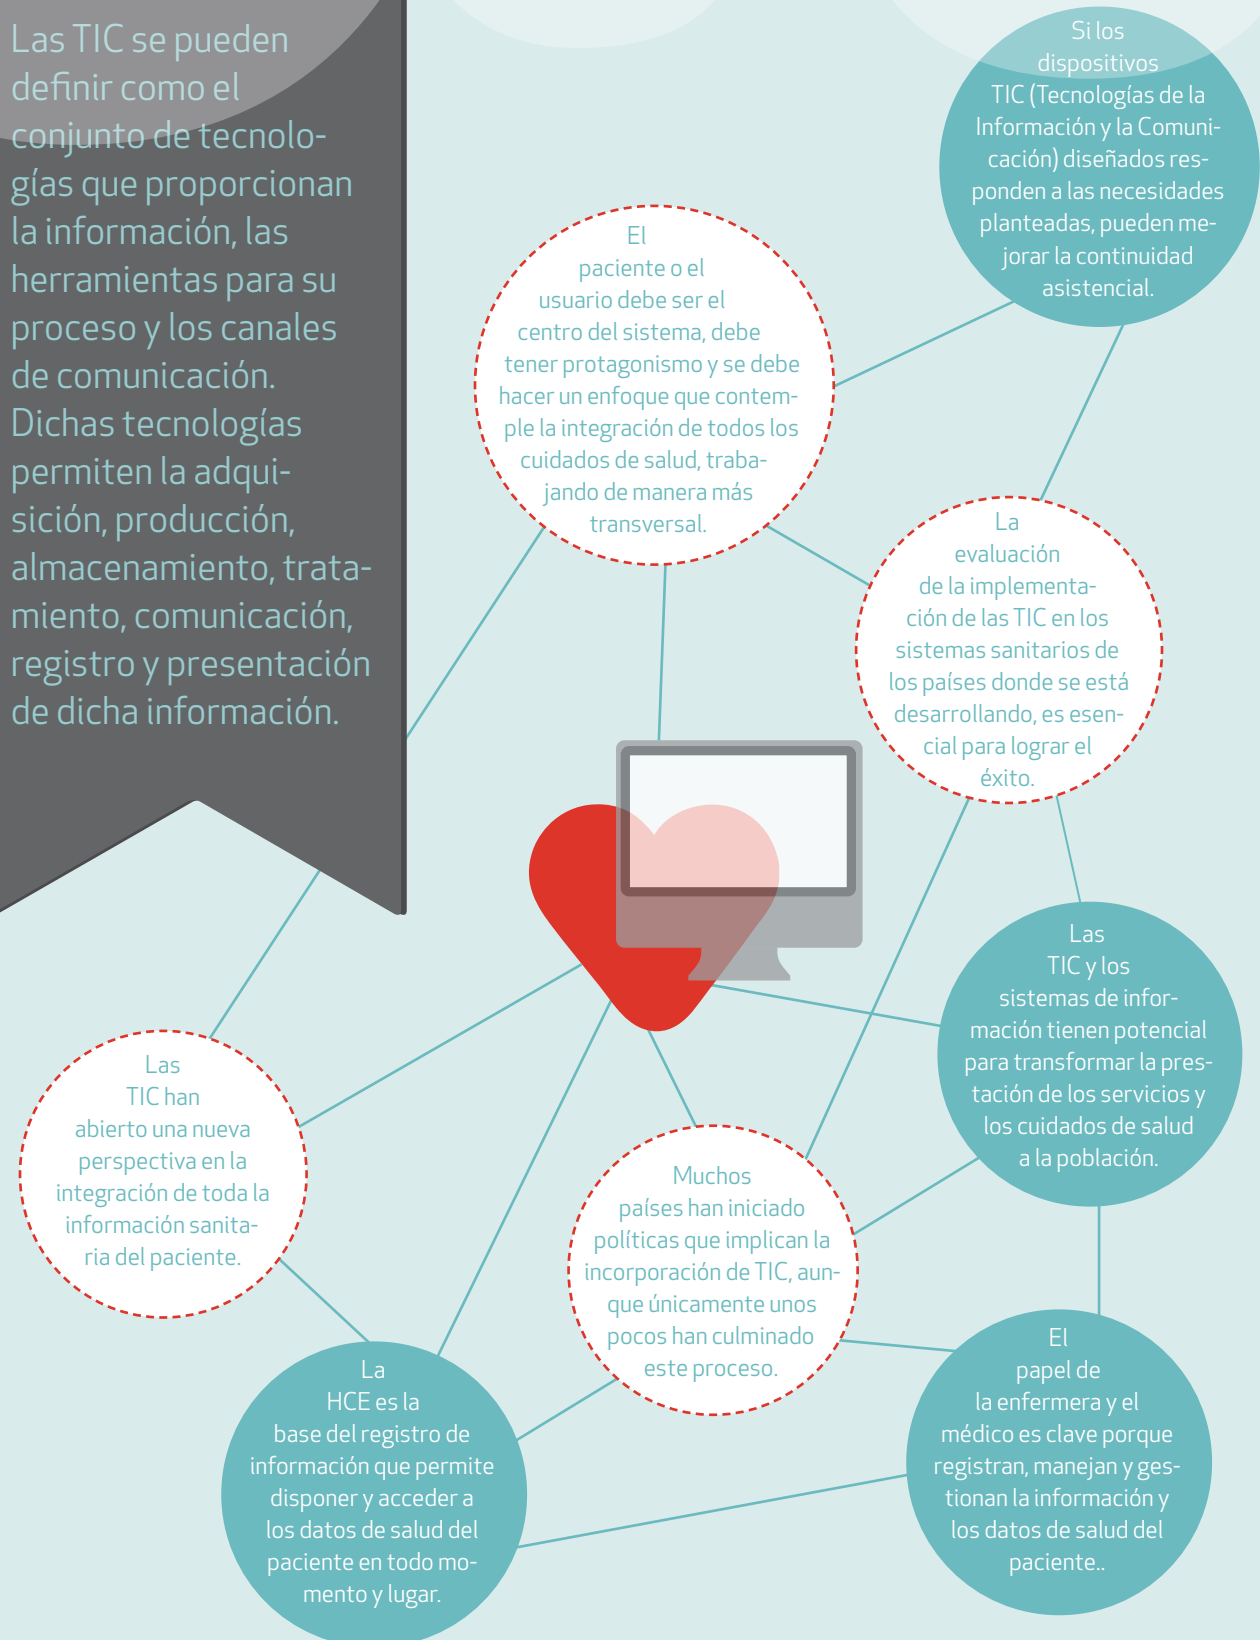 Las TIC se pueden
definir como el
conjunto de tecnolo-
gías que proporcionan
la información, las
herramientas para su
proceso y los canales
de comunicación.
Dichas tecnologías
permiten la adqui-
sición, producción,
almacenamiento, trata-
miento, comunicación,
registro y presentación
de dicha información.
Si los
dispositivos
TIC (Tecnologías de la
Información y la Comuni-
cación) diseñados res-
ponden a las necesidades
planteadas, pueden me-
jorar la continuidad
asistencial.
El
paciente o el
usuario debe ser el
centro del sistema, debe
tener protagonismo y se debe
hacer un enfoque que contem-
ple la integración de todos los
cuidados de salud, traba-
jando de manera más
transversal.
La
evaluación
de la implementa-
ción de las TIC en los
sistemas sanitarios de
los países donde se está
desarrollando, es esen-
cial para lograr el
éxito.
Las
TIC y los
sistemas de infor-
mación tienen potencial
para transformar la pres-
tación de los servicios y
los cuidados de salud
a la población.
Las
TIC han
abierto una nueva
perspectiva en la
integración de toda la
información sanita-
ria del paciente.
Muchos
países han iniciado
políticas que implican la
incorporación de TIC, aun-
que únicamente unos
pocos han culminado
este proceso.
La
HCE es la
base del registro de
información que permite
disponer y acceder a
los datos de salud del
paciente en todo mo-
mento y lugar.
El
papel de
la enfermera y el
médico es clave porque
registran, manejan y ges-
tionan la información y
los datos de salud del
paciente..